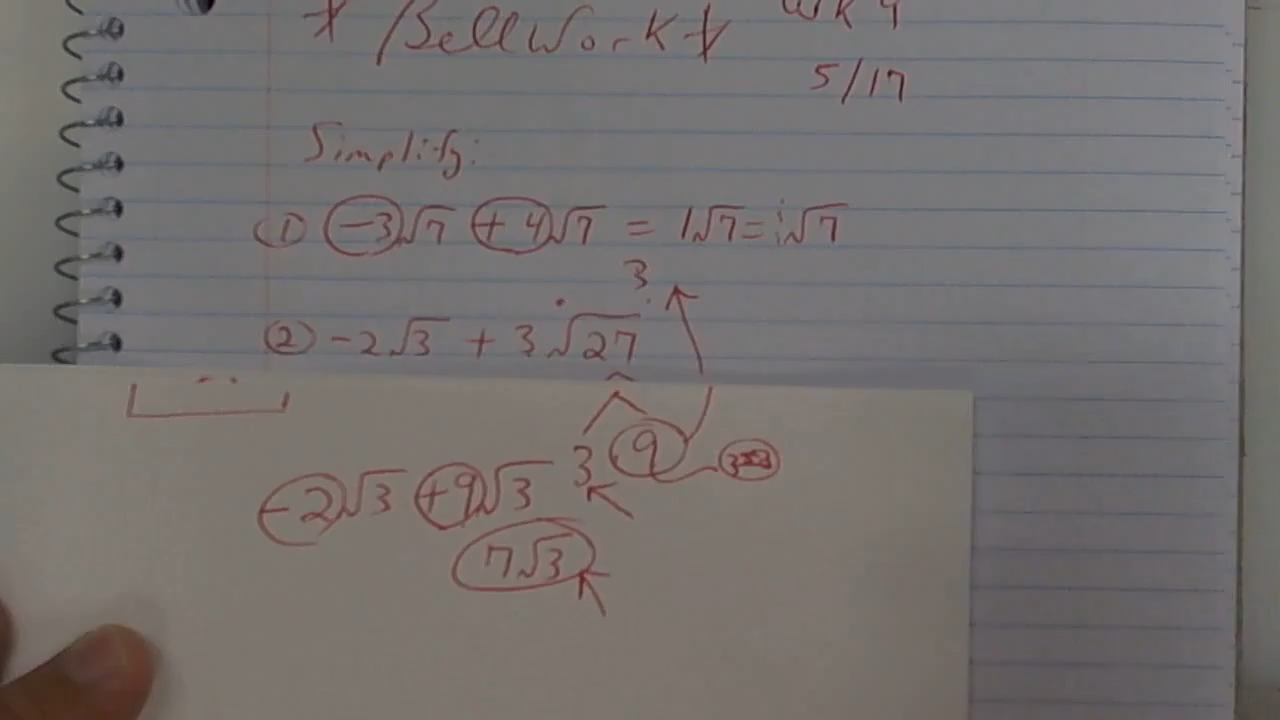 * Bellwork * Wk 4
5/17
Simplify:
(1) -3√7 +4√7 = 1√7 = 1√7
3
(2) -2√3 + 3√27
3 9
-2√3 +9√3
7√3